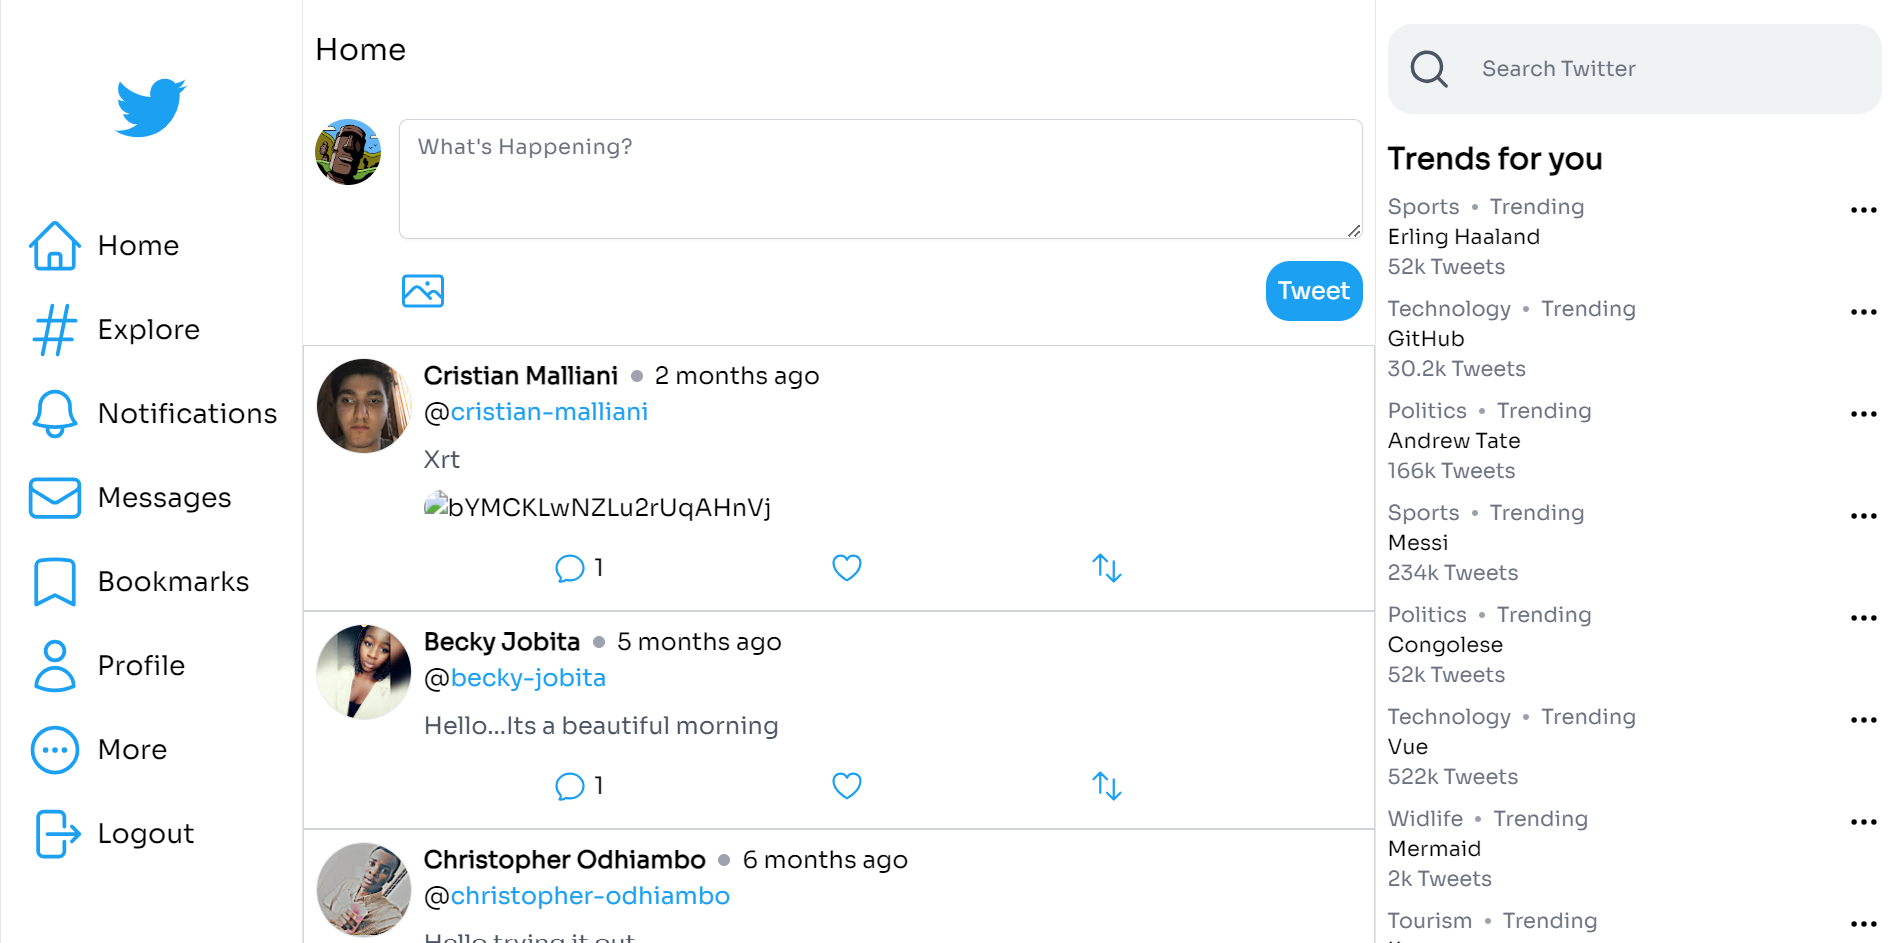 Home
Explore
Notifications
Messages
Bookmarks
Profile
More
Logout
Home
What's Happening?
Tweet
Cristian Malliani • 2 months ago
@cristian-malliani
Xrt
bYMCKLwNZLu2rUqAHnVj
1
Becky Jobita • 5 months ago
@becky-jobita
Hello...Its a beautiful morning
1
Christopher Odhiambo • 6 months ago
@christopher-odhiambo
Hello trying it out
Search Twitter
Trends for you
Sports • Trending
Erling Haaland
52k Tweets
Technology • Trending
GitHub
30.2k Tweets
Politics • Trending
Andrew Tate
166k Tweets
Sports • Trending
Messi
234k Tweets
Politics • Trending
Congolese
52k Tweets
Technology • Trending
Vue
522k Tweets
Widlife • Trending
Mermaid
2k Tweets
Tourism • Trending